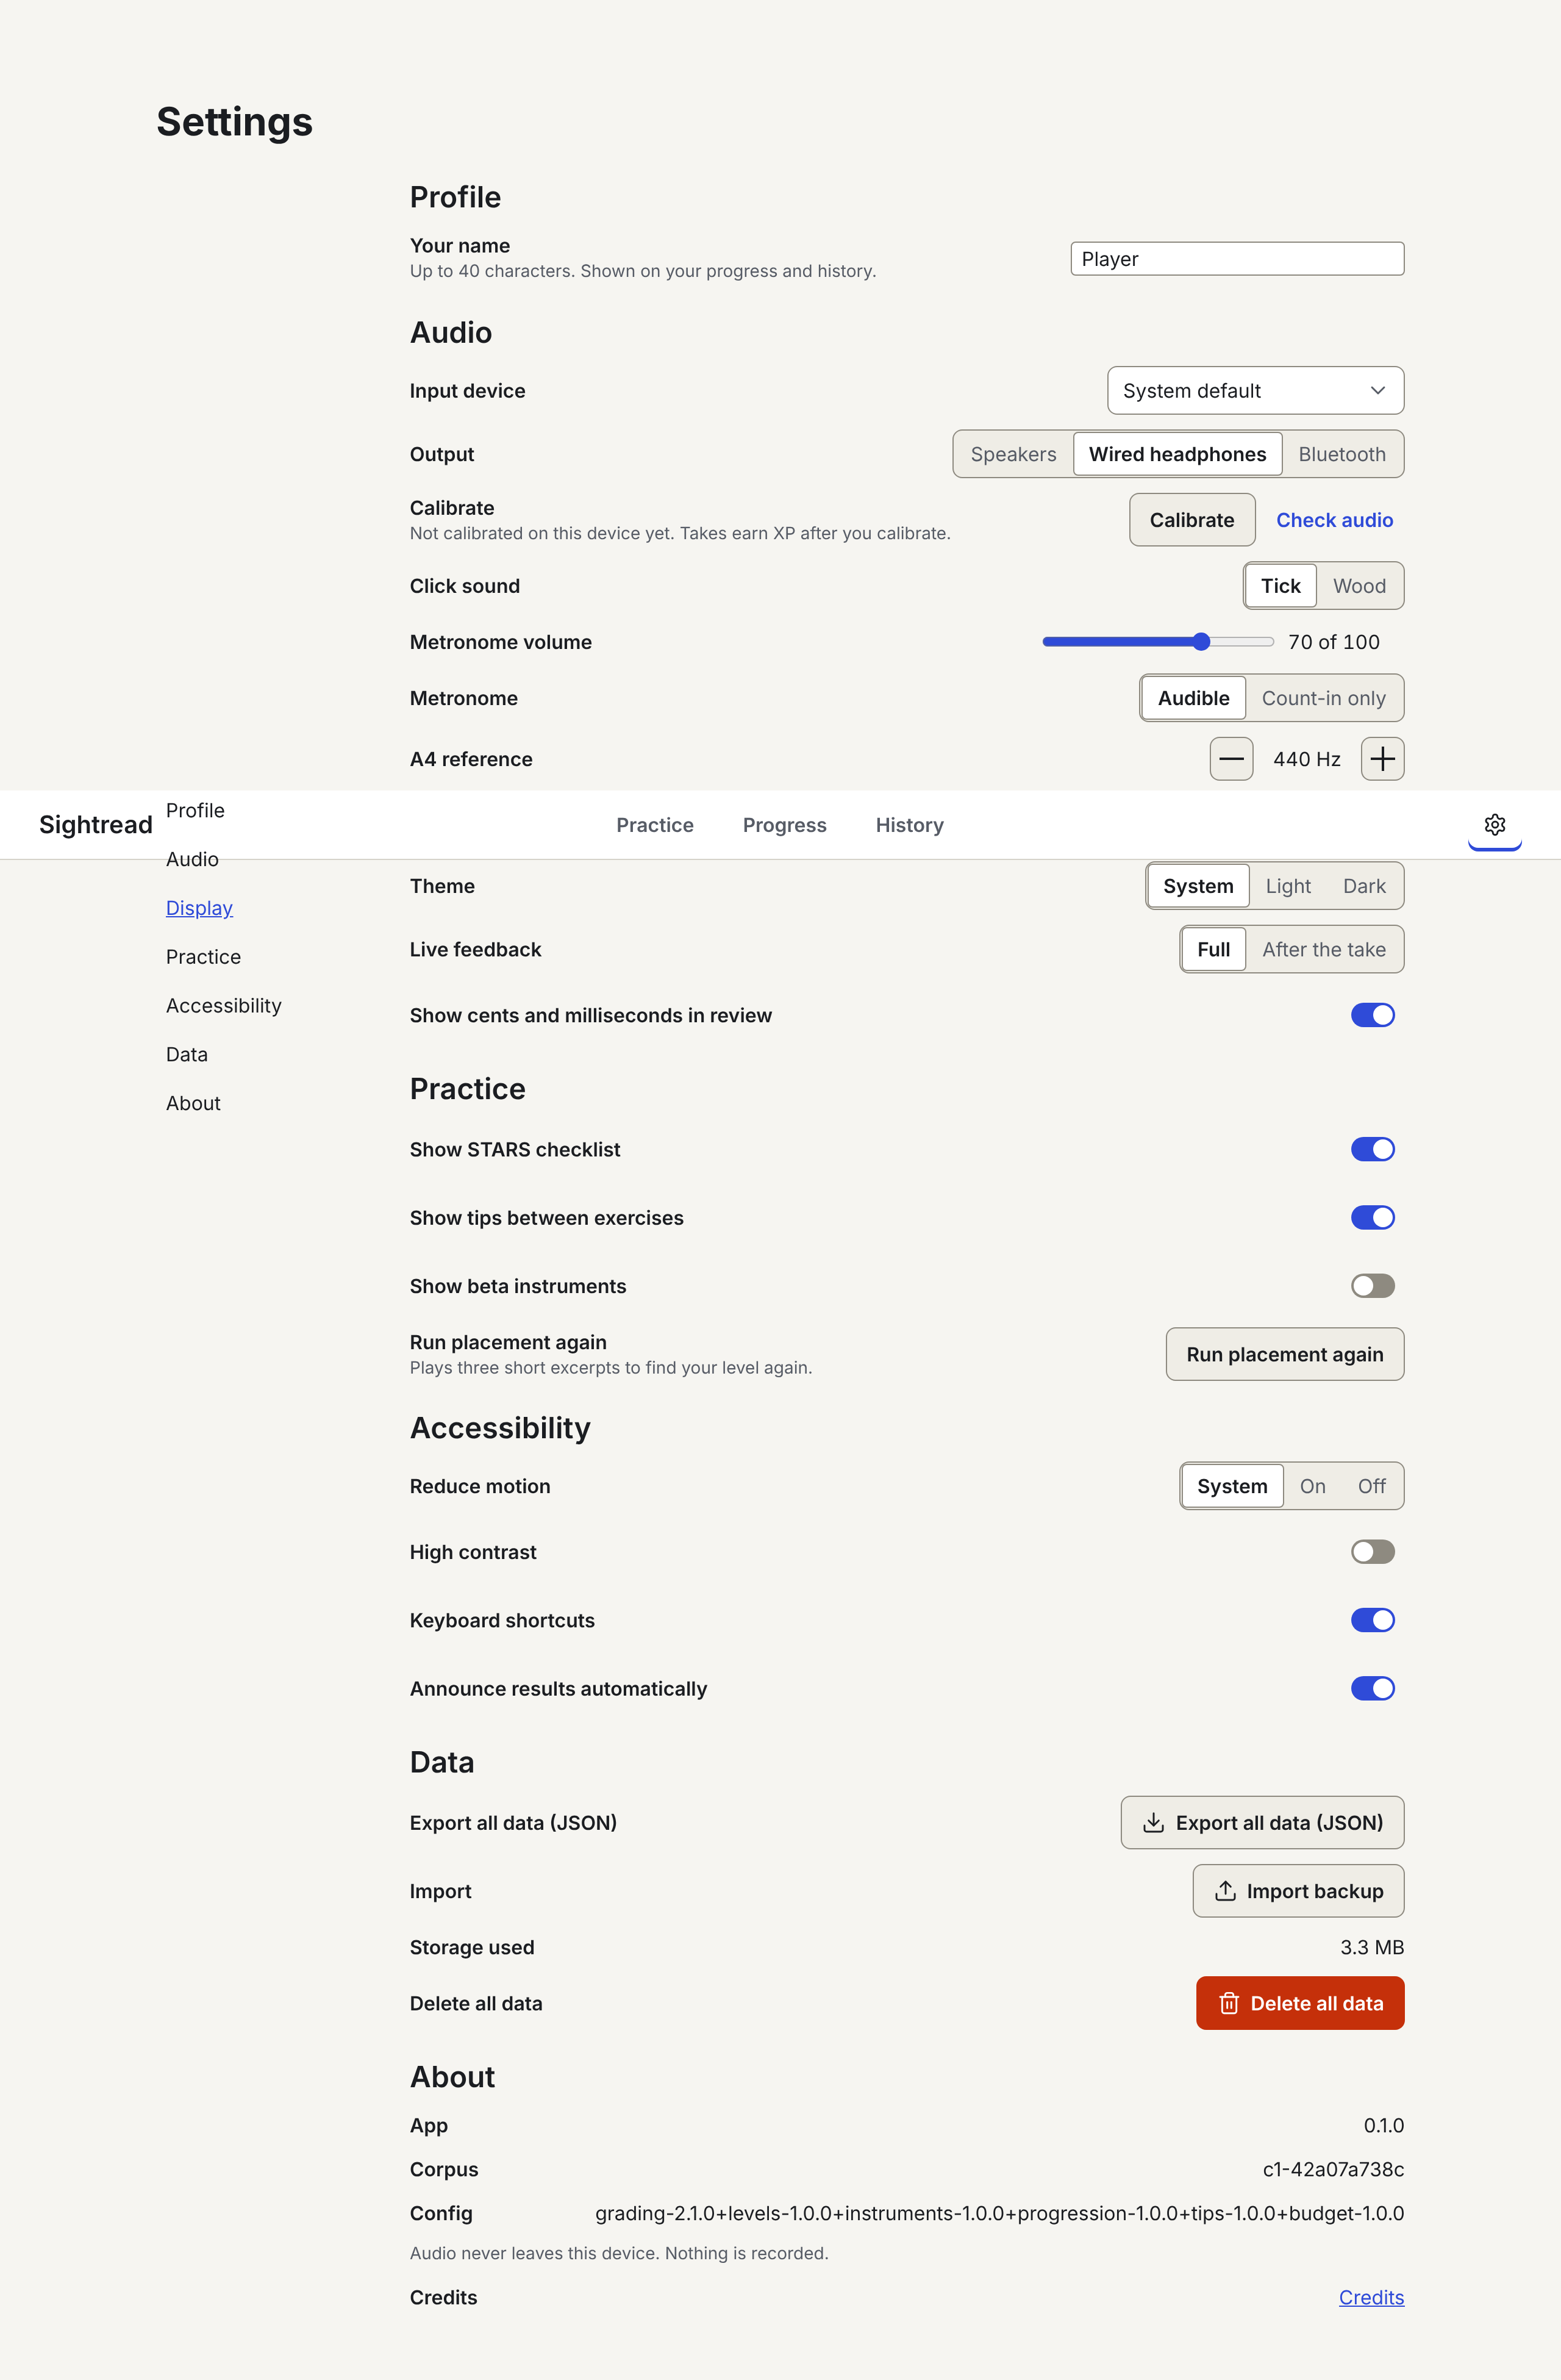 Settings
Profile
Your name
Up to 40 characters. Shown on your progress and history.
Player
Audio
Input device
System default
Output
Speakers
Wired headphones
Bluetooth
Calibrate
Not calibrated on this device yet. Takes earn XP after you calibrate.
Calibrate
Check audio
Click sound
Tick
Wood
Metronome volume
70 of 100
Metronome
Audible
Count-in only
A4 reference
440 Hz
Sightread
Practice
Progress
History
Profile
Audio
Display
Practice
Accessibility
Data
About
Theme
System
Light
Dark
Live feedback
Full
After the take
Show cents and milliseconds in review
Practice
Show STARS checklist
Show tips between exercises
Show beta instruments
Run placement again
Plays three short excerpts to find your level again.
Run placement again
Accessibility
Reduce motion
System
On
Off
High contrast
Keyboard shortcuts
Announce results automatically
Data
Export all data (JSON)
Export all data (JSON)
Import
Import backup
Storage used
3.3 MB
Delete all data
Delete all data
About
App
0.1.0
Corpus
c1-42a07a738c
Config
grading-2.1.0+levels-1.0.0+instruments-1.0.0+progression-1.0.0+tips-1.0.0+budget-1.0.0
Audio never leaves this device. Nothing is recorded.
Credits
Credits